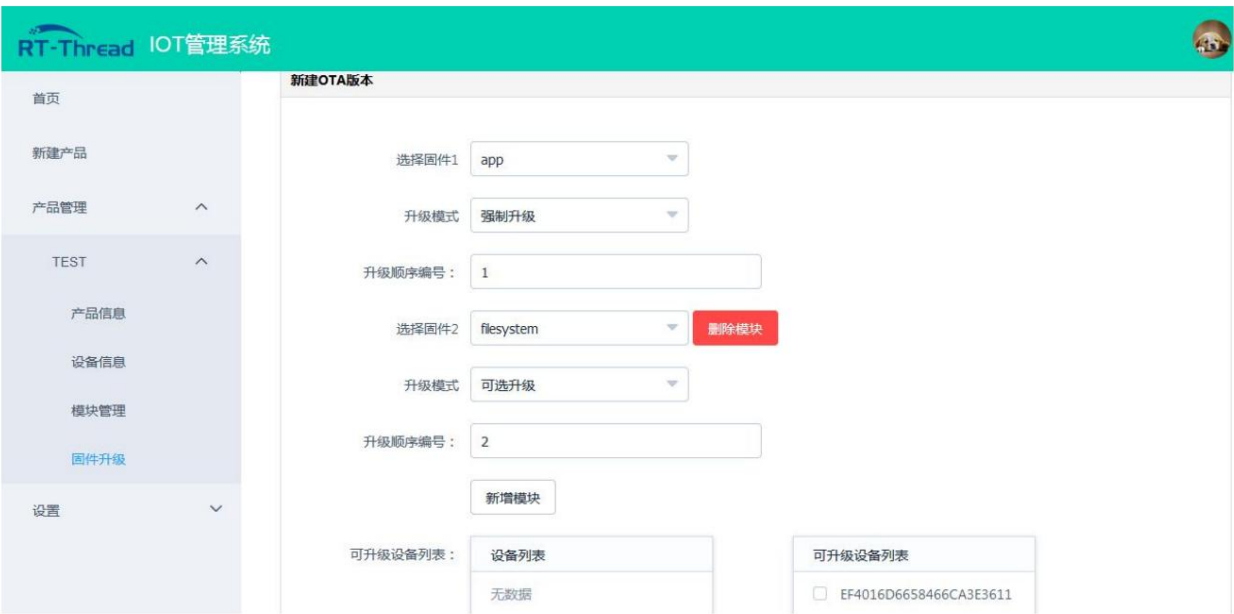 RT-Thread IOT管理系统
首页
新建产品
产品管理
TEST
产品信息
设备信息
模块管理
固件升级
设置
新建OTA版本
选择固件1 app
升级模式 强制升级
升级顺序编号： 1
选择固件2 filesystem 删除模块
升级模式 可选升级
升级顺序编号： 2
新增模块
可升级设备列表： 设备列表 可升级设备列表
无数据 EF4016D6658466CA3E3611